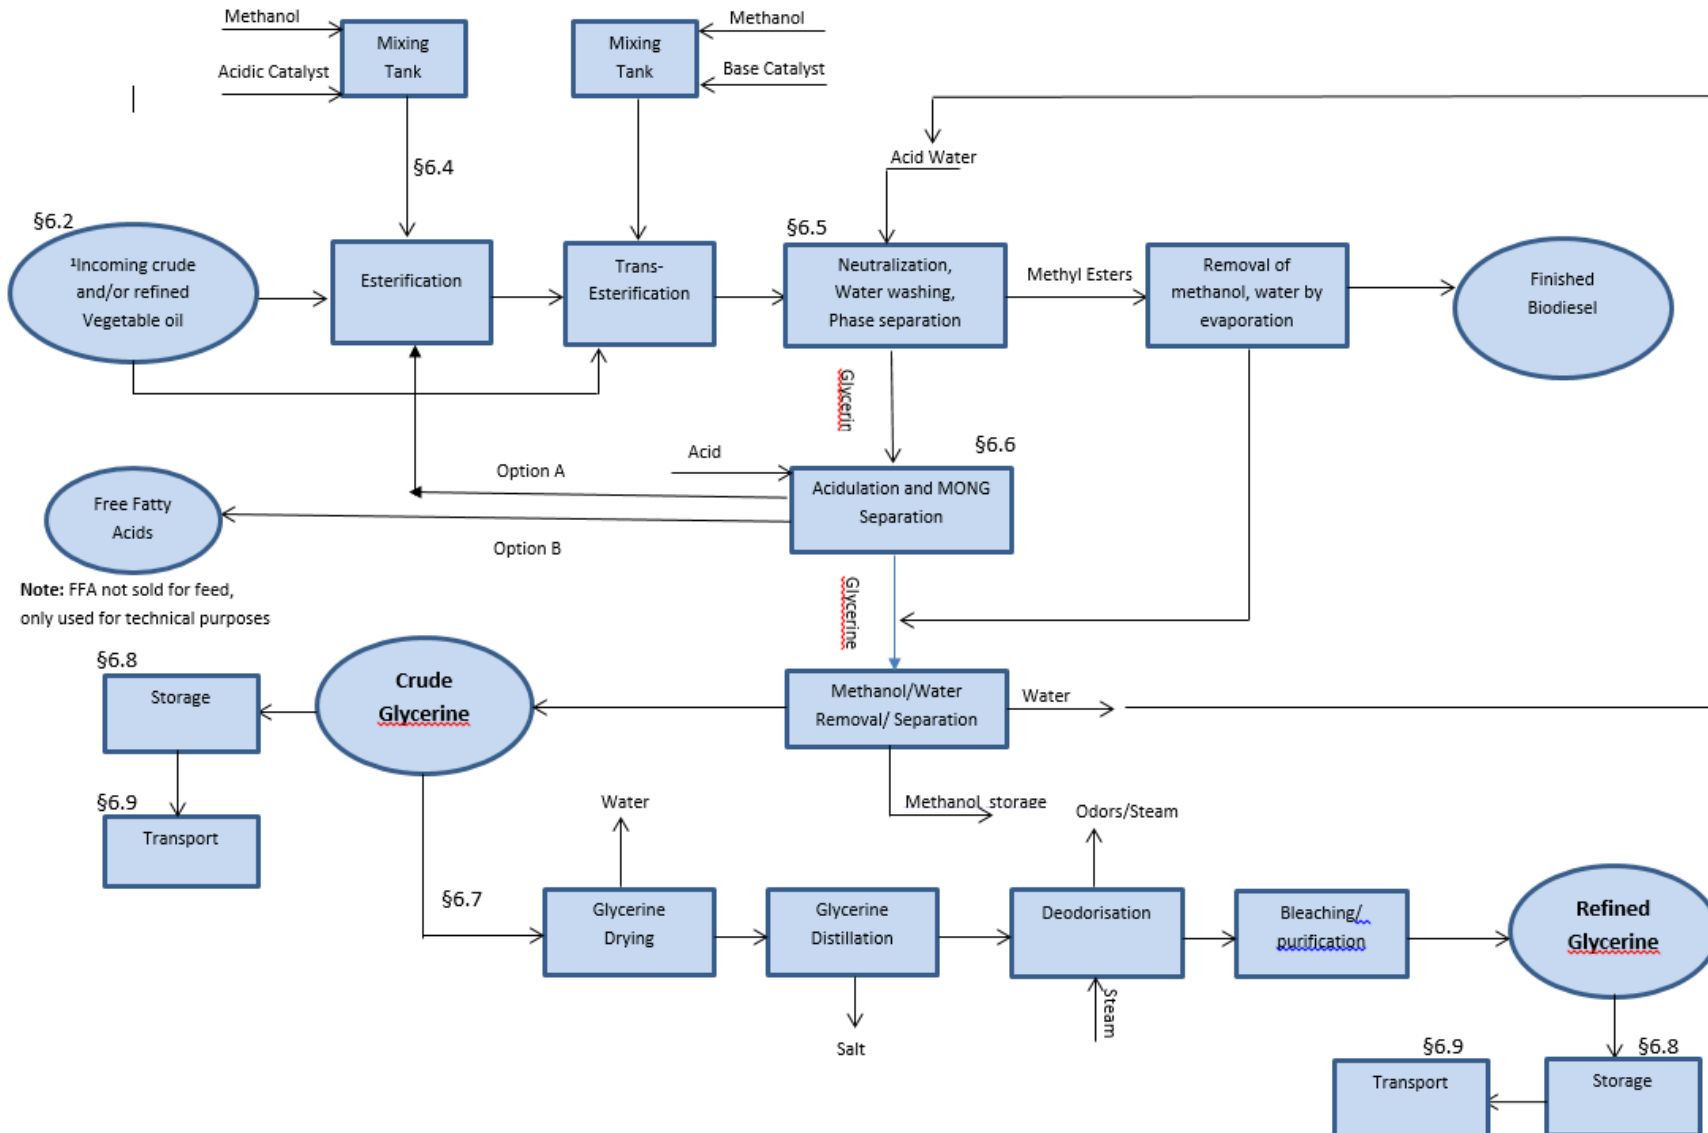 Methanol
Acidic Catalyst
Mixing
Tank
Mixing
Tank
Methanol
Base Catalyst
Acid Water
§6.4
§6.2
¹Incoming crude
and/or refined
Vegetable oil
Esterification
Trans-
Esterification
§6.5
Neutralization,
Water washing,
Phase separation
Methyl Esters
Removal of
methanol, water by
evaporation
Finished
Biodiesel
Glycerin
§6.6
Acid
Option A
Acidulation and MONG
Separation
Free Fatty
Acids
Option B
Note: FFA not sold for feed,
only used for technical purposes
Glycerine
§6.8
Storage
Crude
Glycerine
Methanol/Water
Removal/ Separation
Water
§6.9
Transport
Water
Methanol storage
Odors/Steam
§6.7
Glycerine
Drying
Glycerine
Distillation
Deodorisation
Bleaching/
purification
Refined
Glycerine
Steam
Salt
§6.9
§6.8
Transport
Storage